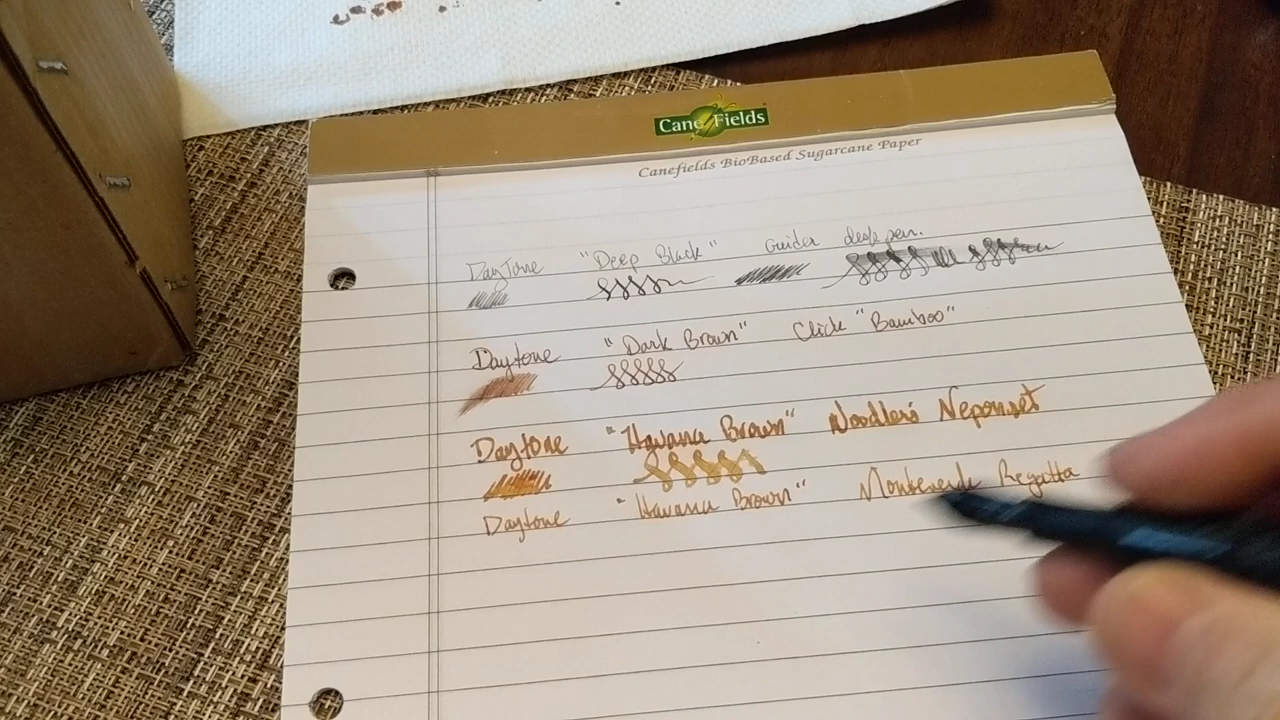 Cane Fields
Canefields BioBased Sugarcane Paper
Daytone "Deep Black" Guider desk pen.
Daytone "Dark Brown" Click "Bamboo"
Daytone "Havana Brown" Noodler's Neponset
Daytone "Havana Brown" Monteverde Regatta